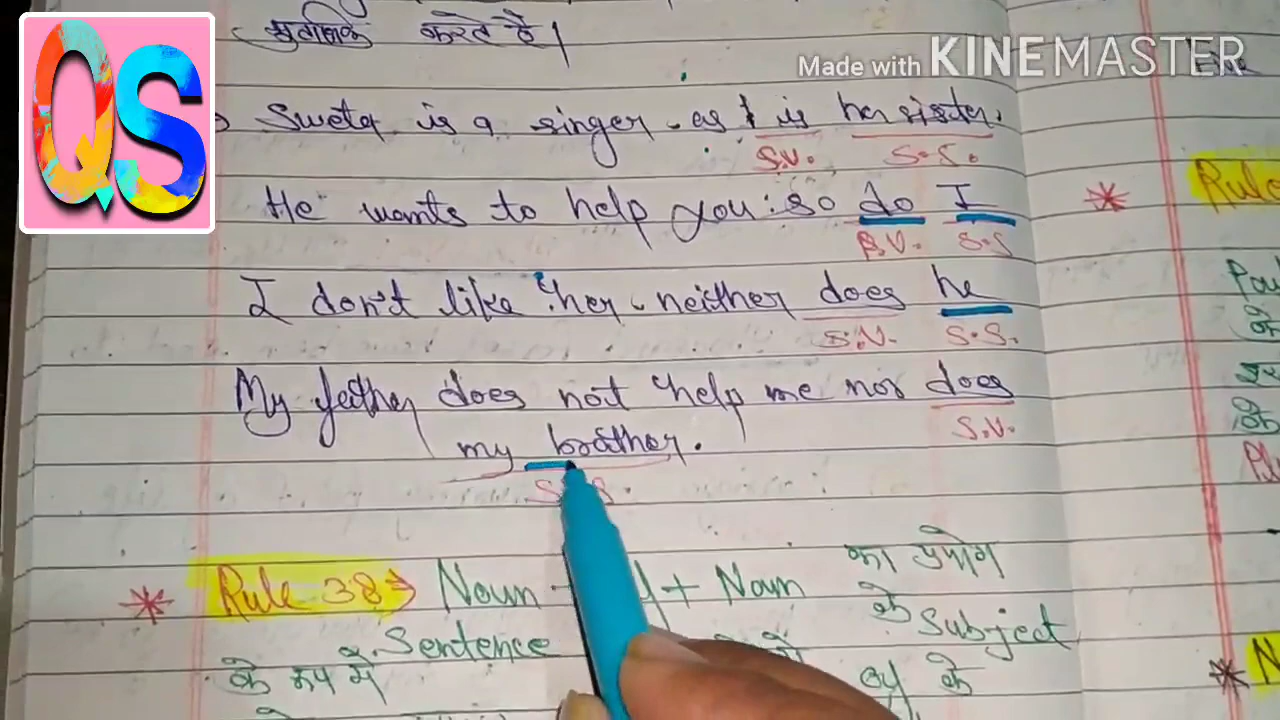 करते है।
QS
Made with KINEMASTER
Sweta is a singer. as is her sister.
S.V. S.S.
He wants to help you: so do I
S.V. S.S
I don't like her. neither does he
S.V. S.S.
My father does not help me nor does
S.V.
my brother.
Rule 38 → Noun + Noun का प्रयोग
Sentence के Subject
के रूप में by के
Rule